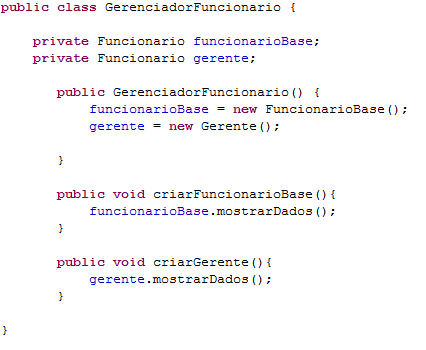 public class GerenciadorFuncionario {
private Funcionario funcionarioBase;
private Funcionario gerente;
public GerenciadorFuncionario() {
funcionarioBase = new FuncionarioBase();
gerente = new Gerente();
}
public void criarFuncionarioBase(){
funcionarioBase.mostrarDados();
}
public void criarGerente(){
gerente.mostrarDados();
}
}